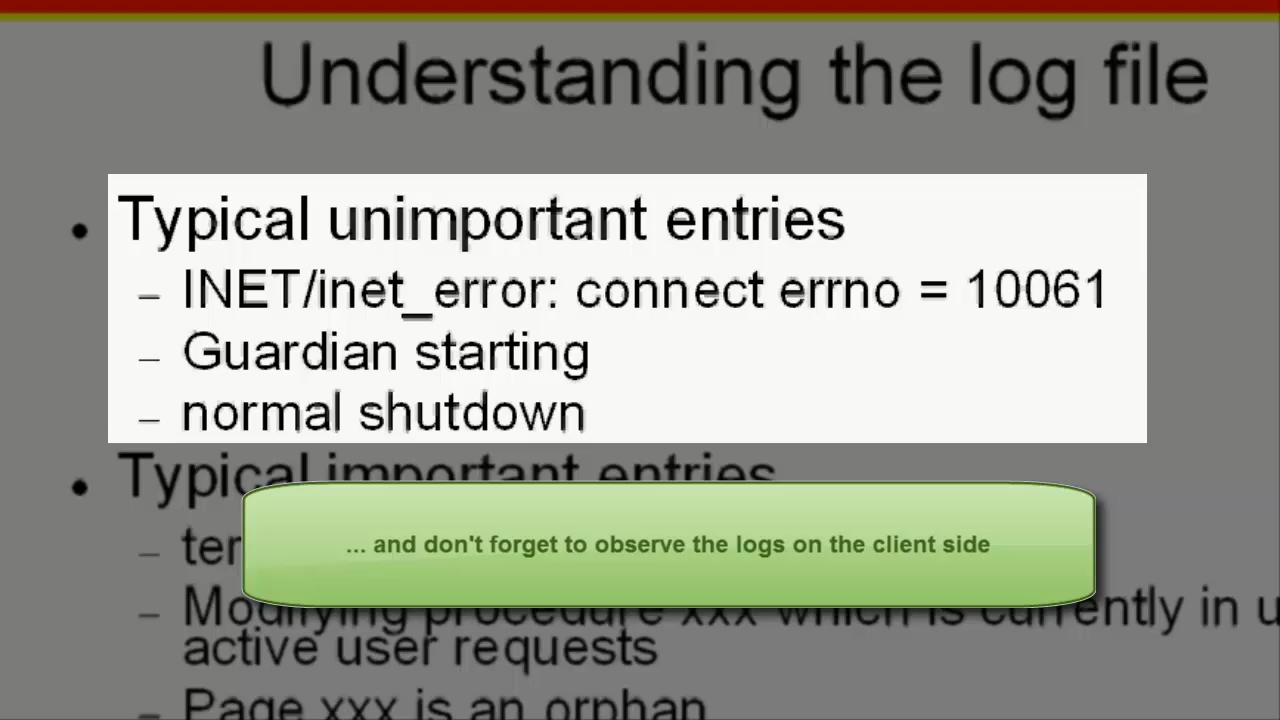 Understanding the log file
• Typical unimportant entries
– INET/inet_error: connect errno = 10061
– Guardian starting
– normal shutdown
• Typical important entries
– ter
... and don't forget to observe the logs on the client side
– Modifying procedure xxx which is currently in u
active user requests
– Page xxx is an orphan